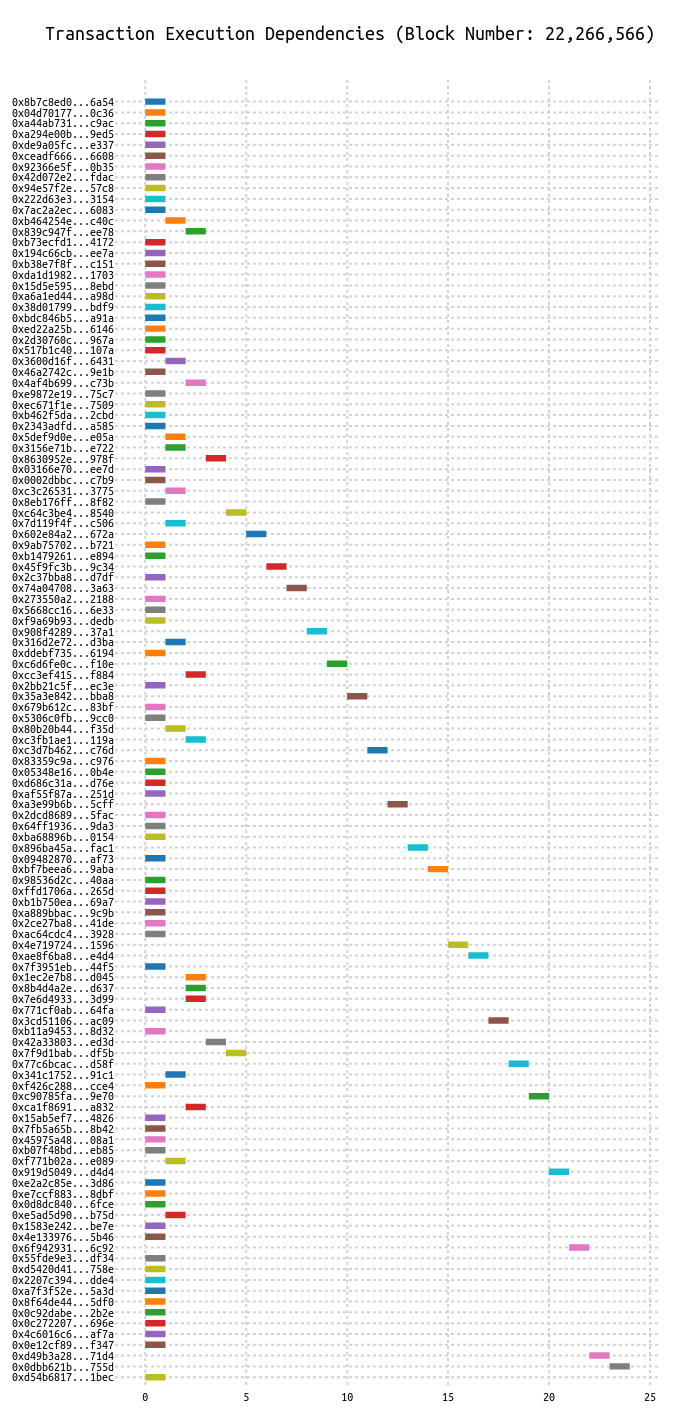 Transaction Execution Dependencies (Block Number: 22,266,566)
0x8b7c8ed0...6a54
0x04d70177...0c36
0xa44ab731...c9ac
0xa294e00b...9ed5
0xde9a05fc...e337
0xceadf666...6608
0x92366e5f...0b35
0x42d072e2...fdac
0x94e57f2e...57c8
0x222d63e3...3154
0x7ac2a2ec...6083
0xb464254e...c40c
0x839c947f...ee78
0xb73ecfd1...4172
0x194c66cb...ee7a
0xb38e7f8f...c151
0xda1d1982...1703
0x15d5e595...8ebd
0xa6a1ed44...a98d
0x38d01799...bdf9
0xbdc846b5...a91a
0xed22a25b...6146
0x2d30760c...967a
0x517b1c40...107a
0x3600d16f...6431
0x46a2742c...9e1b
0x4af4b699...c73b
0xe9872e19...75c7
0xec671f1e...7509
0xb462f5da...2cbd
0x2343adfd...a585
0x5def9d0e...e05a
0x3156e71b...e722
0x8630952e...978f
0x03166e70...ee7d
0x0002dbbc...c7b9
0xc3c26531...3775
0x8eb176ff...8f82
0xc64c3be4...8540
0x7d119f4f...c506
0x602e84a2...672a
0x9ab75702...b721
0xb1479261...e894
0x45f9fc3b...9c34
0x2c37bba8...d7df
0x74a04708...3a63
0x273550a2...2188
0x5668cc16...6e33
0xf9a69b93...dedb
0x908f4289...37a1
0x316d2e72...d3ba
0xddebf735...6194
0xc6d6fe0c...f10e
0xcc3ef415...f884
0x2bb21c5f...ec3e
0x35a3e842...bba8
0x679b612c...83bf
0x5306c0fb...9cc0
0x80b20b44...f35d
0xc3fb1ae1...119a
0xc3d7b462...c76d
0x83359c9a...c976
0x05348e16...0b4e
0xd686c31a...d76e
0xaf55f87a...251d
0xa3e99b6b...5cff
0x2dcd8689...5fac
0x64ff1936...9da3
0xba68896b...0154
0x896ba45a...fac1
0x09482870...af73
0xbf7beea6...9aba
0x98536d2c...40aa
0xffd1706a...265d
0xb1b750ea...69a7
0xa889bbac...9c9b
0x2ce27ba8...41de
0xac64cdc4...3928
0x4e719724...1596
0xae8f6ba8...e4d4
0x7f3951eb...44f5
0x1ec2e7b8...d045
0x8b4d4a2e...d637
0x7e6d4933...3d99
0x771cf0ab...64fa
0x3cd51106...ac09
0xb11a9453...8d32
0x42a33803...ed3d
0x7f9d1bab...df5b
0x77c6bcac...d58f
0x341c1752...91c1
0xf426c288...cce4
0xc90785fa...9e70
0xca1f8691...a832
0x15ab5ef7...4826
0x7fb5a65b...8b42
0x45975a48...08a1
0xb07f48bd...eb85
0xf771b02a...e089
0x919d5049...d4d4
0xe2a2c85e...3d86
0xe7ccf883...8dbf
0x0d8dc840...6fce
0xe5ad5d90...b75d
0x1583e242...be7e
0x4e133976...5b46
0x6f942931...6c92
0x55fde9e3...df34
0xd5420d41...758e
0x2207c394...dde4
0xa7f3f52e...5a3d
0x8f64de44...5df0
0x0c92dabe...2b2e
0x0c272207...696e
0x4c6016c6...af7a
0x0e12cf89...f347
0xd49b3a28...71d4
0x0dbb621b...755d
0xd54b6817...1bec
0 5 10 15 20 25